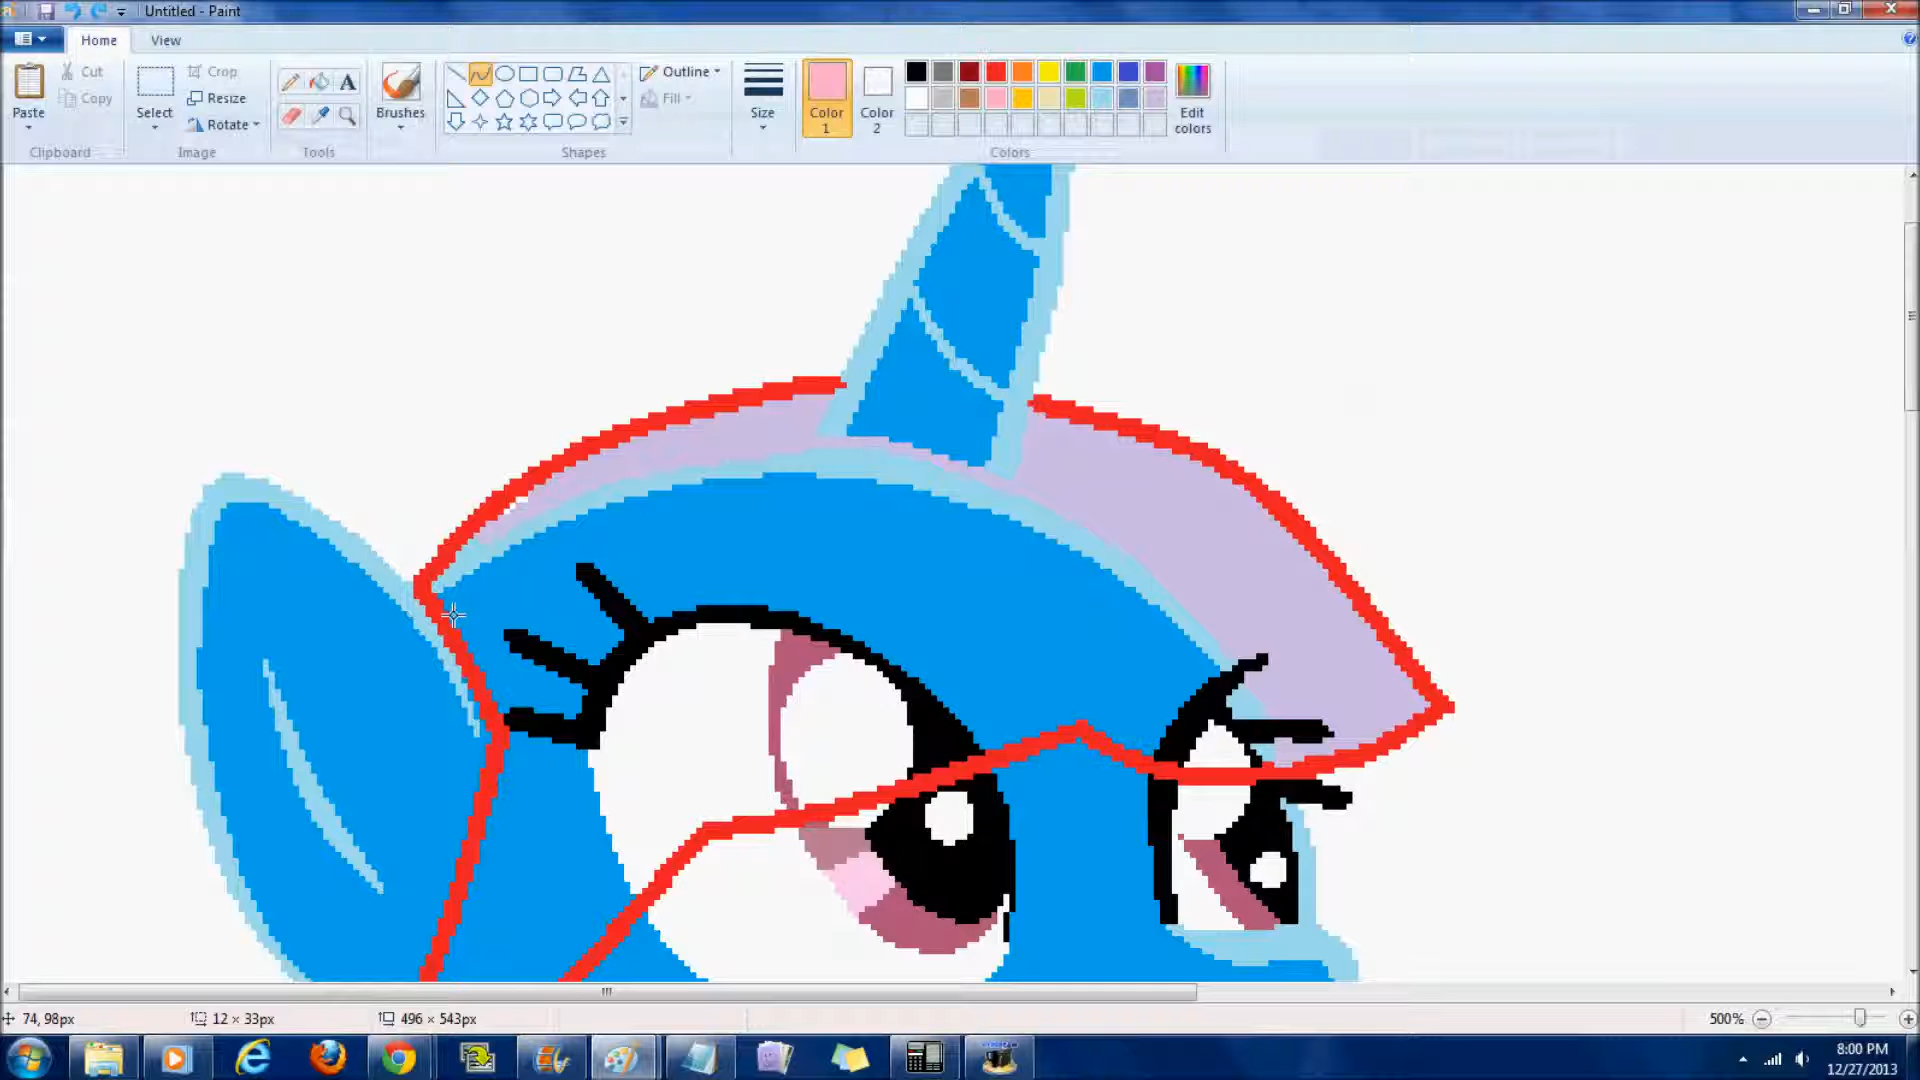 Untitled - Paint
Home View
Paste
Cut
Copy
Clipboard
Select
Crop
Resize
Rotate
Image
A
Tools
Brushes
Outline
Fill
Shapes
Size
Color 1
Color 2
Edit colors
Colors
74, 98px
12 × 33px
496 × 543px
500%
8:00 PM
12/27/2013